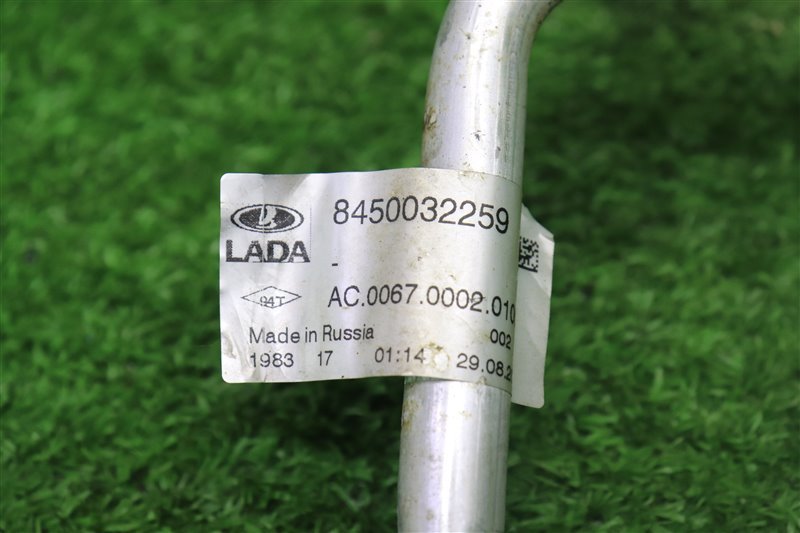 8450032259
LADA
-
94T
AC.0067.0002.010
002
Made in Russia
1983 17 01:14 29.08.2